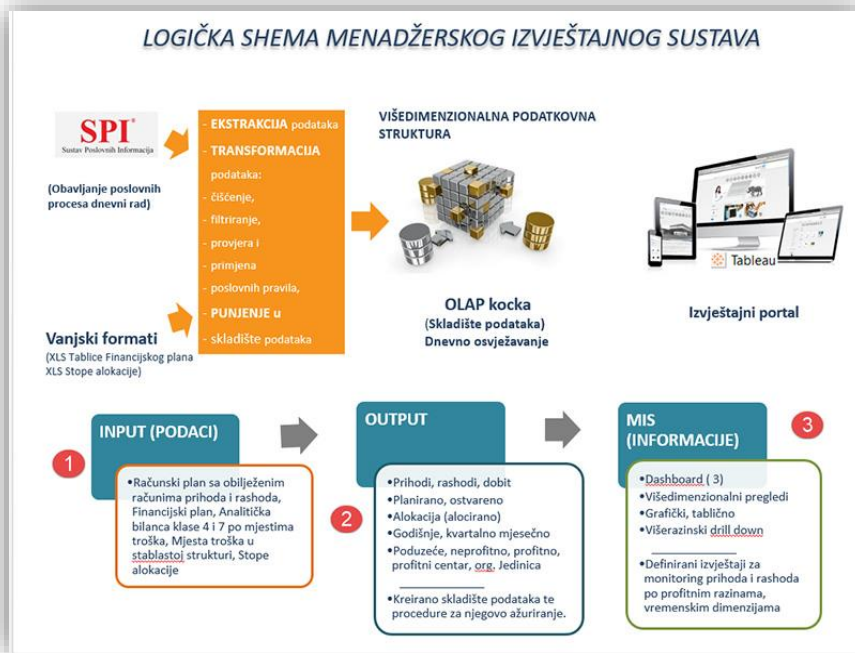 LOGIČKA SHEMA MENADŽERSKOG IZVJEŠTAJNOG SUSTAVA
SPI®
Sustav Poslovnih Informacija
(Obavljanje poslovnih
procesa dnevni rad)
Vanjski formati
(XLS Tablice Financijskog plana
XLS Stope alokacije)
- EKSTRAKCIJA podataka
- TRANSFORMACIJA
podataka:
- čišćenje,
- filtriranje,
- provjera i
- primjena
- poslovnih pravila,
- PUNJENJE u
- skladište podataka
VIŠEDIMENZIONALNA PODATKOVNA
STRUKTURA
OLAP kocka
(Skladište podataka)
Dnevno osvježavanje
Tableau
Izvještajni portal
1
INPUT (PODACI)
•Računski plan sa obilježenim
računima prihoda i rashoda,
Financijski plan, Analitička
bilanca klase 4 i 7 po mjestima
troška, Mjesta troška u
stablastoj strukturi, Stope
alokacije
2
OUTPUT
•Prihodi, rashodi, dobit
•Planirano, ostvareno
•Alokacija (alocirano)
•Godišnje, kvartalno mjesečno
•Poduzeće, neprofitno, profitno,
profitni centar, org. Jedinica
•Kreirano skladište podataka te
procedure za njegovo ažuriranje.
3
MIS
(INFORMACIJE)
•Dashboard ( 3)
•Višedimenzionalni pregledi
•Grafički, tablično
•Višerazinski drill down
•Definirani izvještaji za
monitoring prihoda i rashoda
po profitnim razinama,
vremenskim dimenzijama